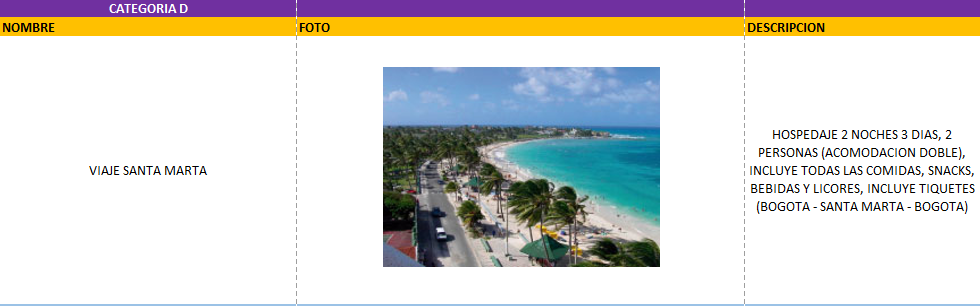 CATEGORIA D
NOMBRE FOTO DESCRIPCION
VIAJE SANTA MARTA
HOSPEDAJE 2 NOCHES 3 DIAS, 2
PERSONAS (ACOMODACION DOBLE),
INCLUYE TODAS LAS COMIDAS, SNACKS,
BEBIDAS Y LICORES, INCLUYE TIQUETES
(BOGOTA - SANTA MARTA - BOGOTA)